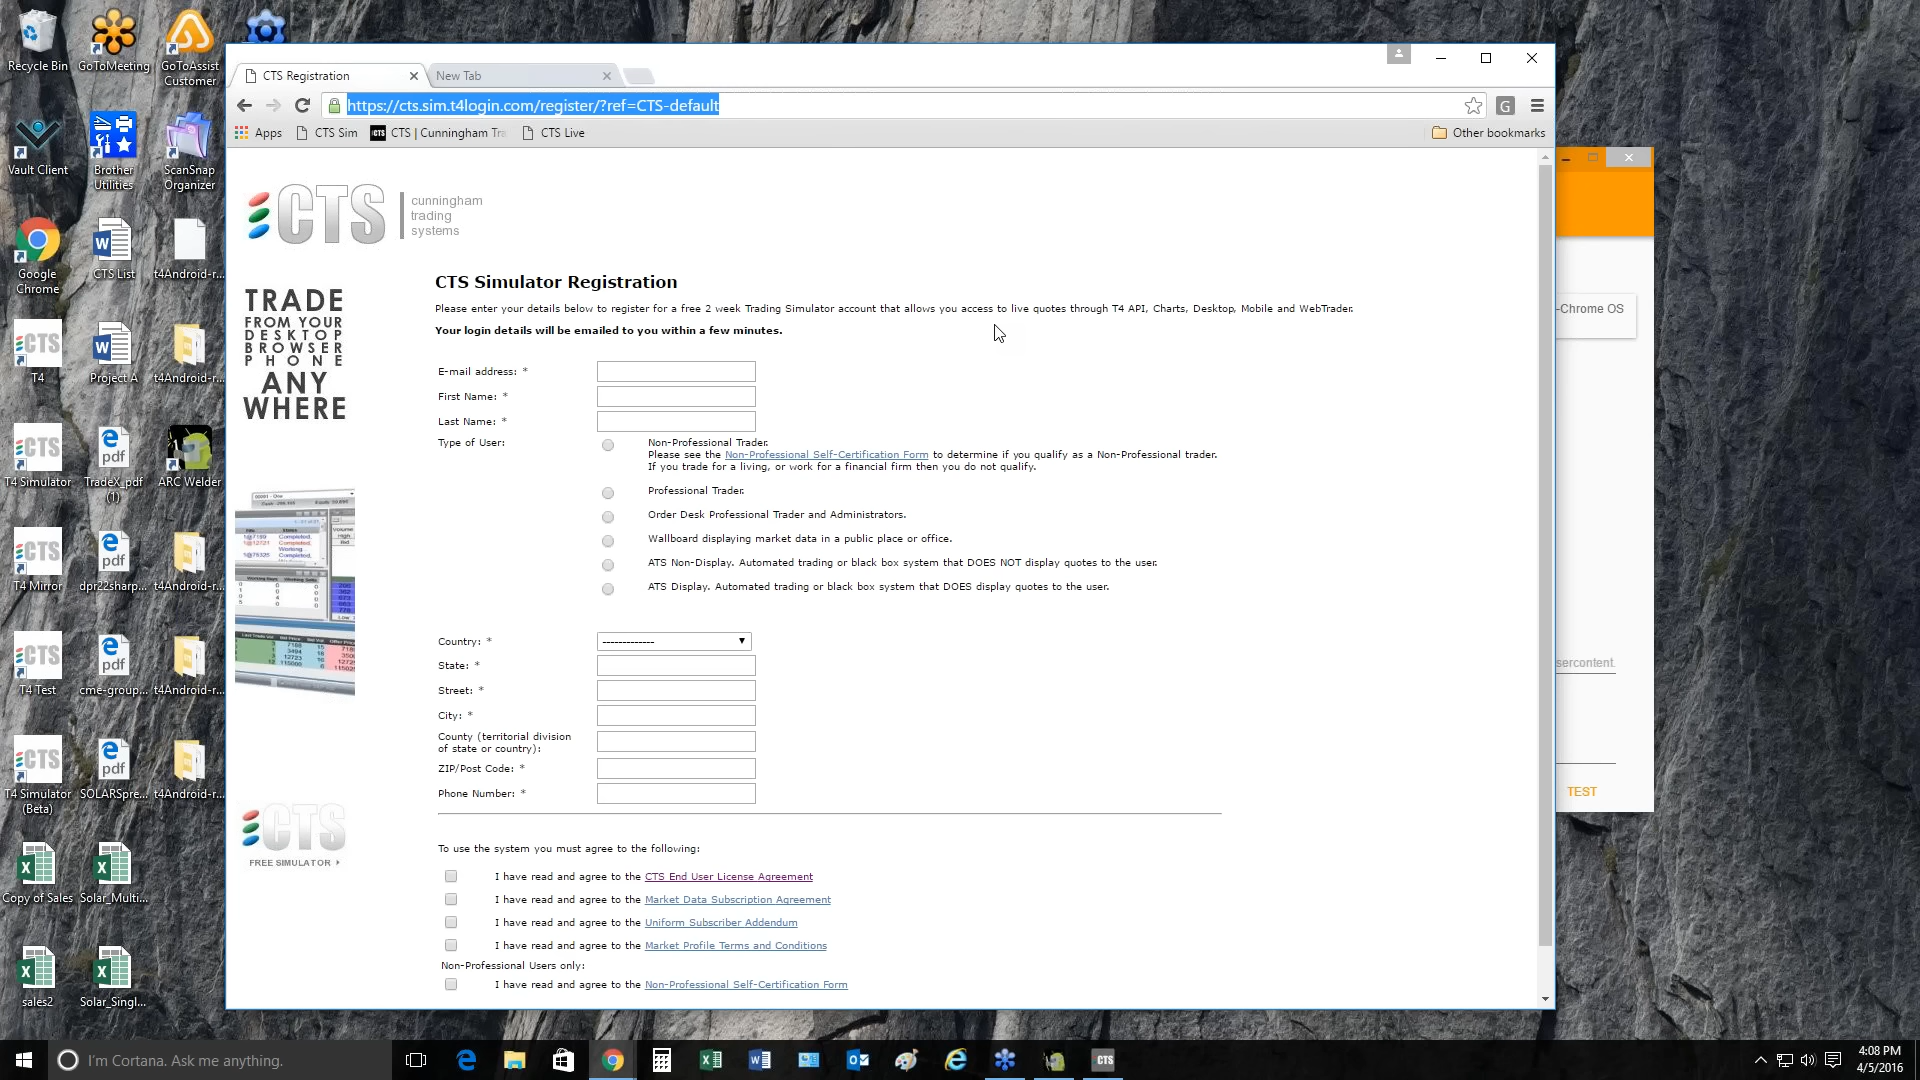 Recycle Bin
GoToMeeting
GoToAssist
Customer
Vault Client
Brother
Utilities
ScanSnap
Organizer
Google
Chrome
CTS List
t4Android-r...
T4
Project A
t4Android-r...
T4 Simulator
TradeX_pdf
(1)
ARC Welder
T4 Mirror
dpr22sharp...
t4Android-r...
T4 Test
cme-group...
t4Android-r...
T4 Simulator
(Beta)
SOLARSpre...
t4Android-r...
Copy of Sales
Solar_Multi...
sales2
Solar_Singl...
CTS Registration
New Tab
https://cts.sim.t4login.com/register/?ref=CTS-default
Apps
CTS Sim
CTS | Cunningham Tra
CTS Live
Other bookmarks
CTS
cunningham
trading
systems
TRADE
FROM YOUR
DESKTOP
BROWSER
PHONE
ANY
WHERE
CTS Simulator Registration
Please enter your details below to register for a free 2 week Trading Simulator account that allows you access to live quotes through T4 API, Charts, Desktop, Mobile and WebTrader.
Your login details will be emailed to you within a few minutes.
E-mail address: *
First Name: *
Last Name: *
Type of User:
Non-Professional Trader.
Please see the Non-Professional Self-Certification Form to determine if you qualify as a Non-Professional trader.
If you trade for a living, or work for a financial firm then you do not qualify.
Professional Trader.
Order Desk Professional Trader and Administrators.
Wallboard displaying market data in a public place or office.
ATS Non-Display. Automated trading or black box system that DOES NOT display quotes to the user.
ATS Display. Automated trading or black box system that DOES display quotes to the user.
Country: *
-------------
State: *
Street: *
City: *
County (territorial division
of state or country):
ZIP/Post Code: *
Phone Number: *
CTS
FREE SIMULATOR
To use the system you must agree to the following:
I have read and agree to the CTS End User License Agreement
I have read and agree to the Market Data Subscription Agreement
I have read and agree to the Uniform Subscriber Addendum
I have read and agree to the Market Profile Terms and Conditions
Non-Professional Users only:
I have read and agree to the Non-Professional Self-Certification Form
-Chrome OS
sercontent.
TEST
I'm Cortana. Ask me anything.
CTS
4:08 PM
4/5/2016